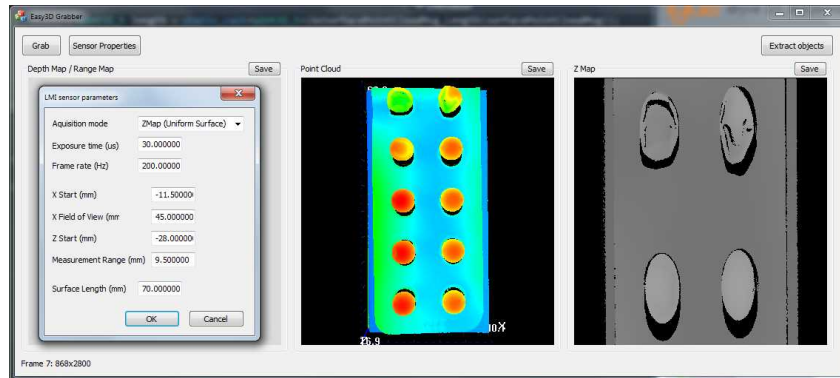 Easy3D Grabber
Grab
Sensor Properties
Extract objects
Depth Map / Range Map
Save
Point Cloud
Save
Z Map
Save
LMI sensor parameters
Aquisition mode
ZMap (Uniform Surface)
Exposure time (us)
30.000000
Frame rate (Hz)
200.00000
X Start (mm)
-11.50000
X Field of View (mm
45.000000
Z Start (mm)
-28.00000
Measurement Range (mm)
9.500000
Surface Length (mm)
70.000000
OK
Cancel
Frame 7: 868x2800